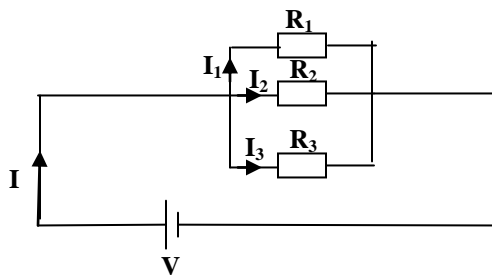 R₁
I₁
R₂
I₂
R₃
I₃
I
V